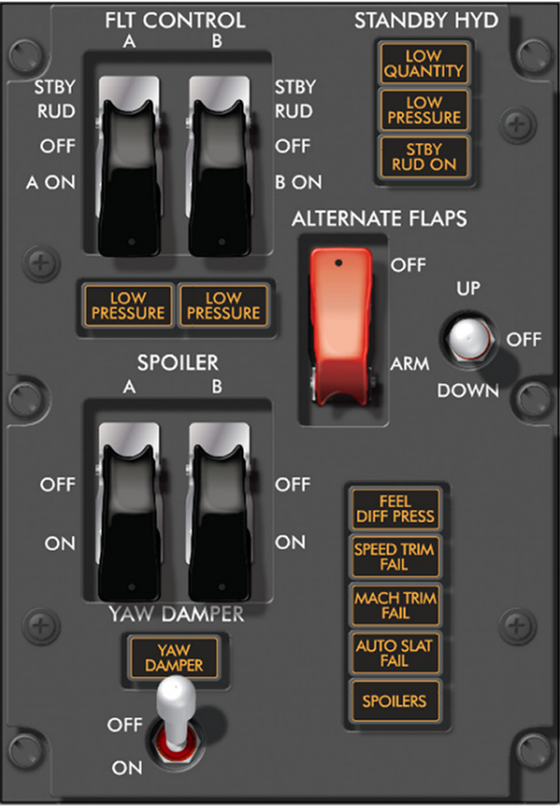 FLT CONTROL
A B
STBY
RUD
OFF
A ON
STBY
RUD
OFF
B ON
LOW
PRESSURE
LOW
PRESSURE
STANDBY HYD
LOW
QUANTITY
LOW
PRESSURE
STBY
RUD ON
ALTERNATE FLAPS
OFF
ARM
UP
OFF
DOWN
SPOILER
A B
OFF
ON
OFF
ON
FEEL
DIFF PRESS
SPEED TRIM
FAIL
MACH TRIM
FAIL
AUTO SLAT
FAIL
SPOILERS
YAW DAMPER
YAW
DAMPER
OFF
ON